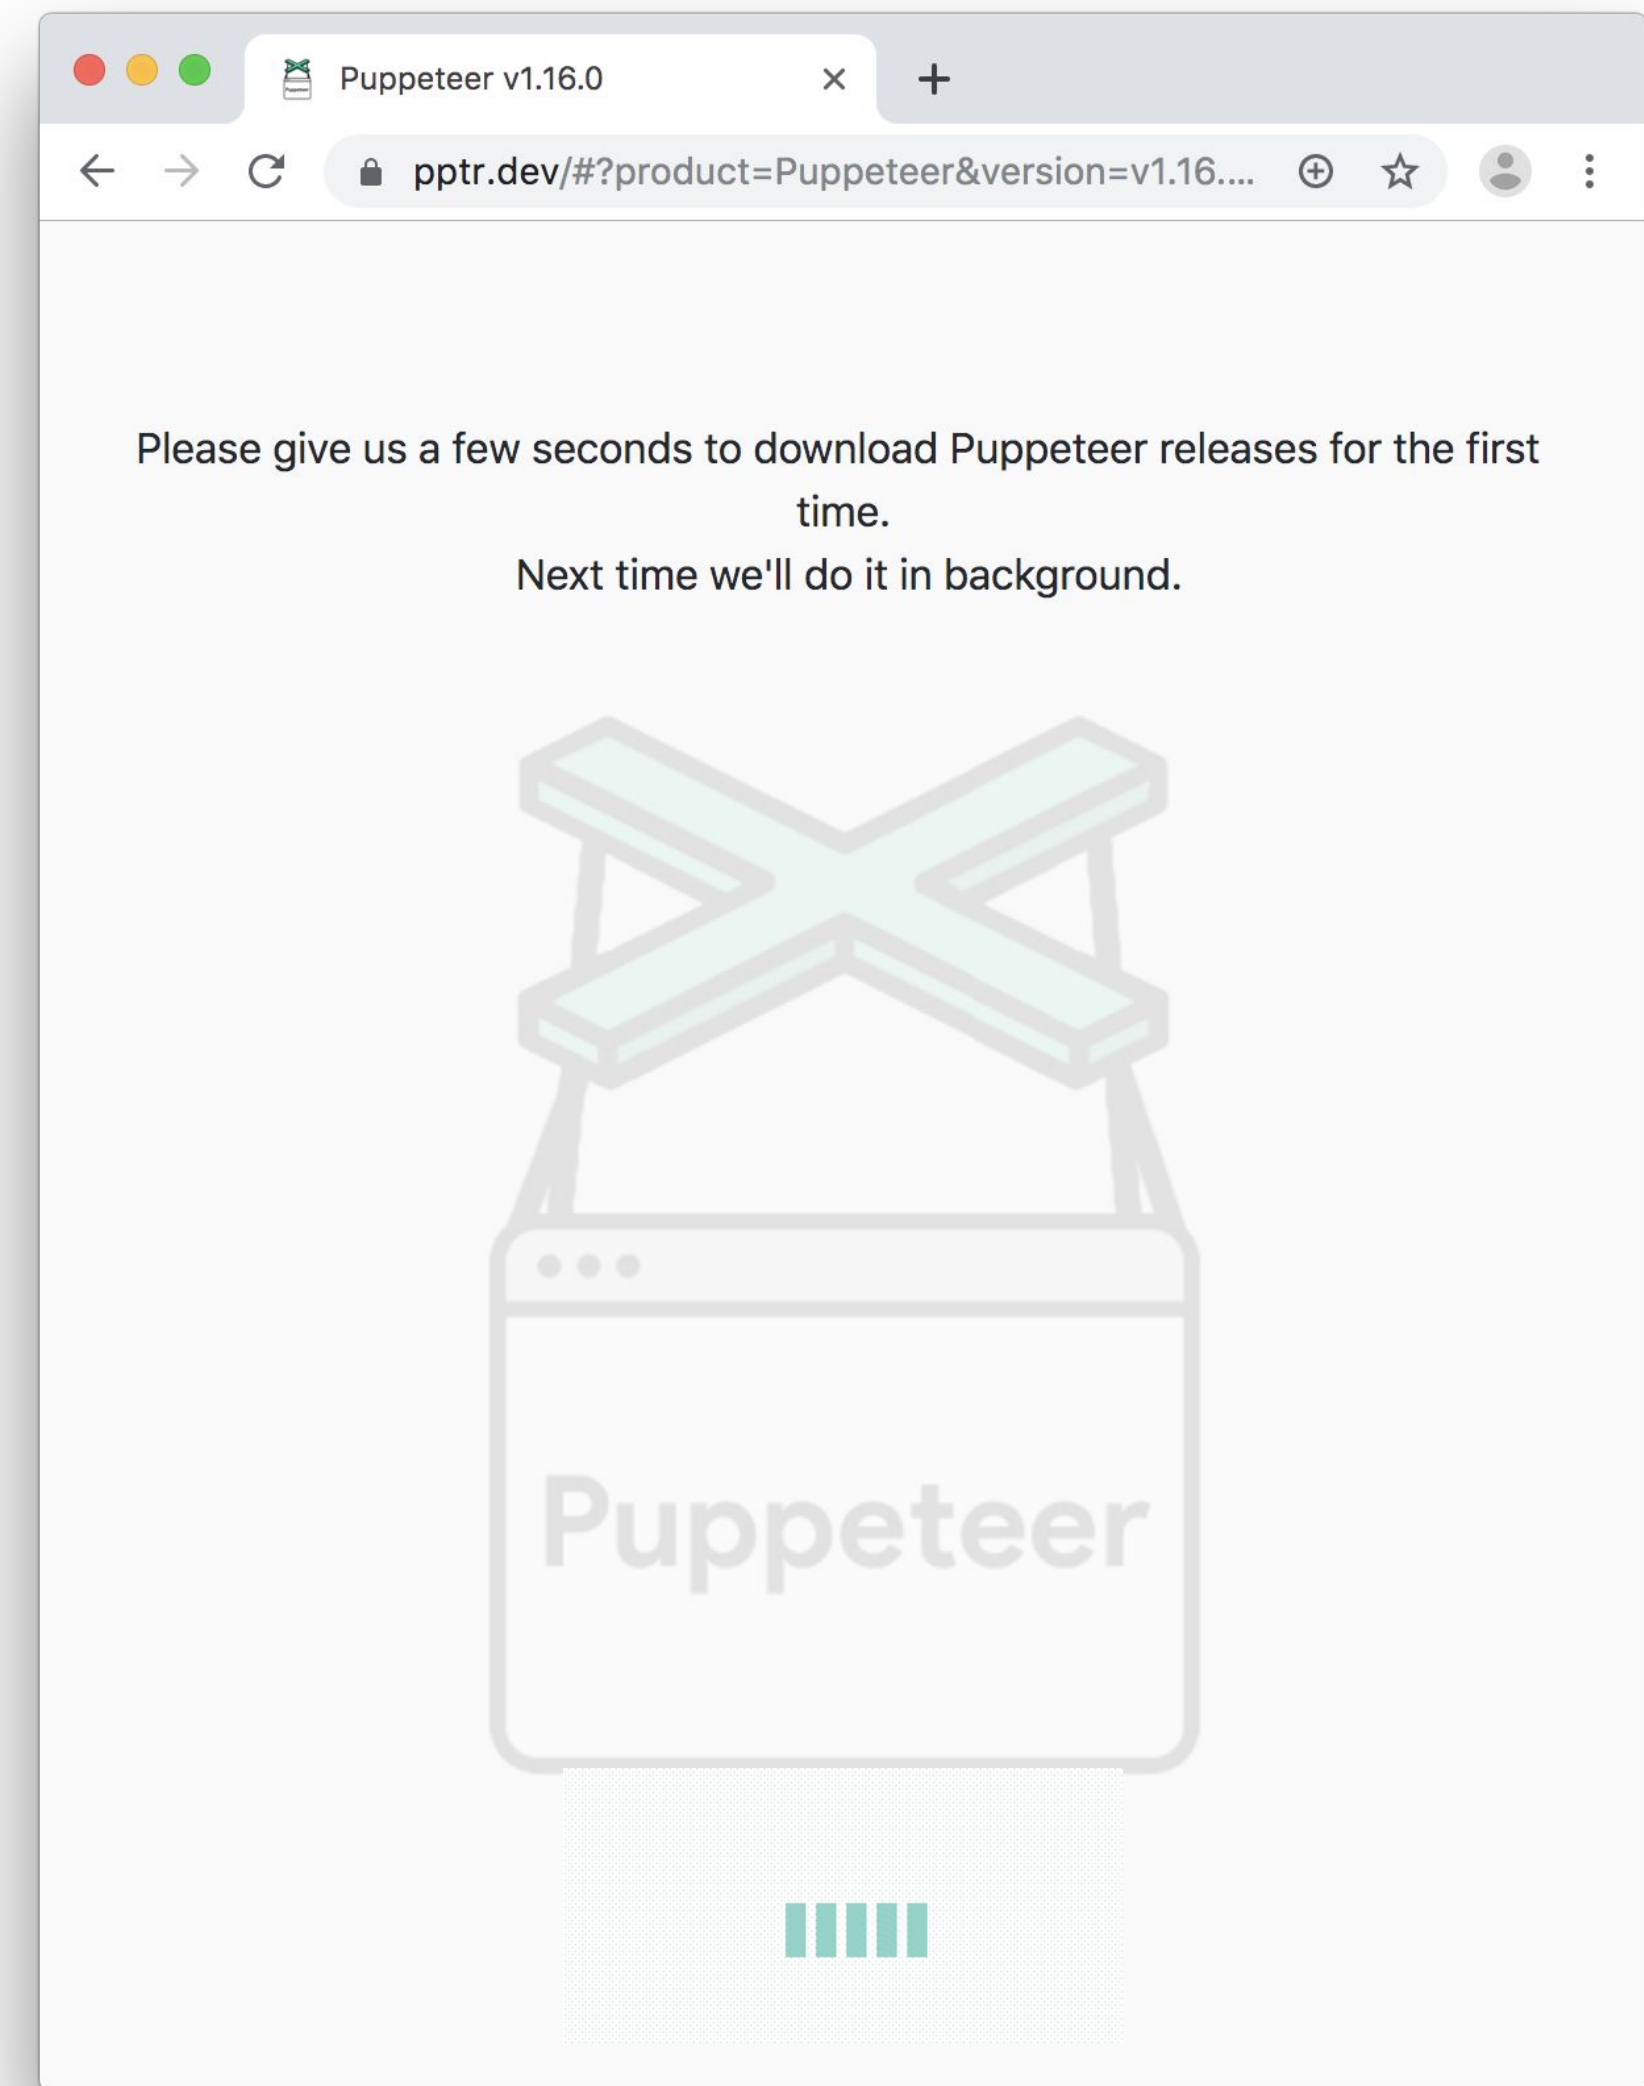 Puppeteer v1.16.0
pptr.dev/#?product=Puppeteer&version=v1.16....
Please give us a few seconds to download Puppeteer releases for the first
time.
Next time we'll do it in background.
Puppeteer